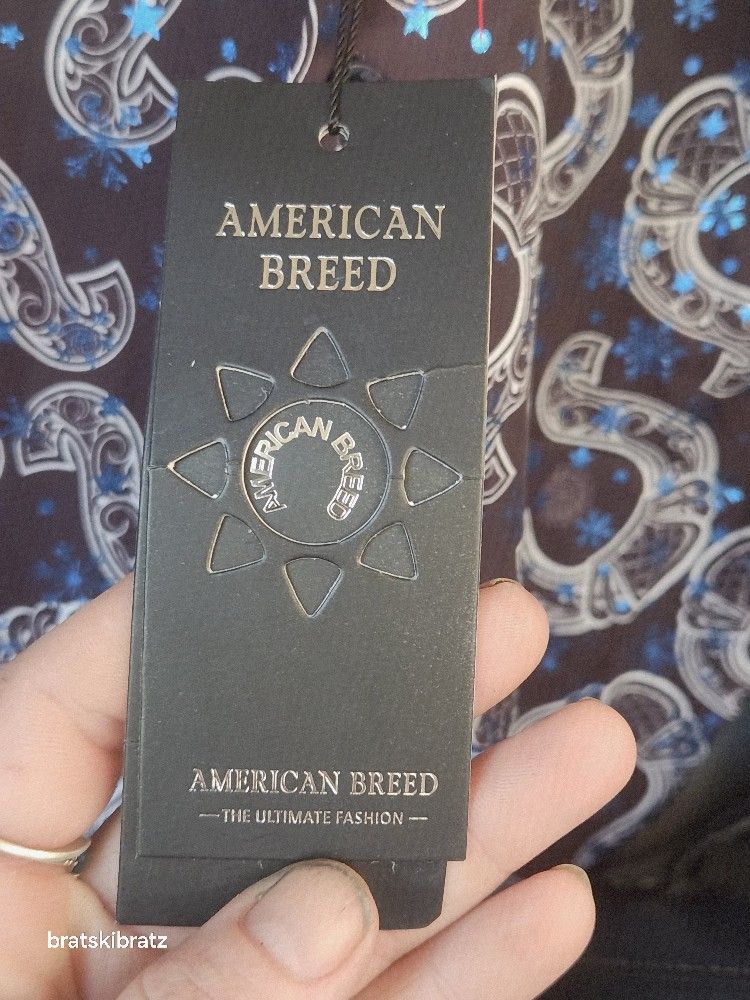 AMERICAN
BREED
AMERICAN BREED
AMERICAN BREED
—THE ULTIMATE FASHION—
bratskibratz